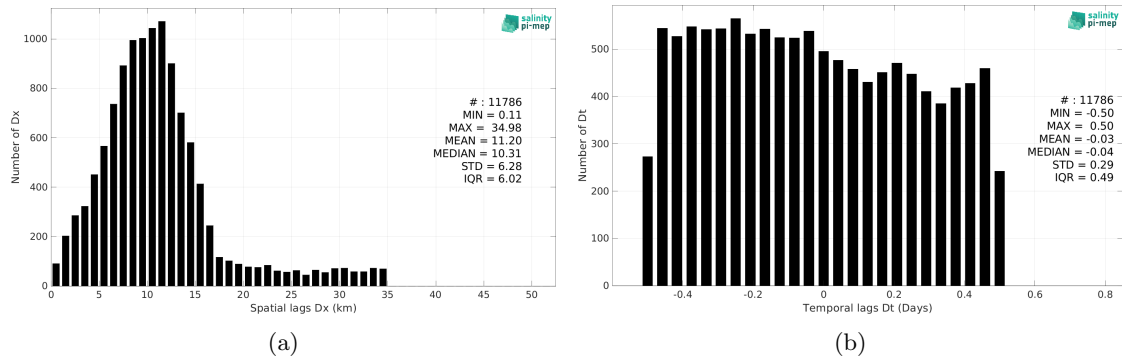 salinity
pi-mep
1000
800
600
400
200
0
Number of Dx
# : 11786
MIN = 0.11
MAX = 34.98
MEAN = 11.20
MEDIAN = 10.31
STD = 6.28
IQR = 6.02
0 5 10 15 20 25 30 35 40 45 50
Spatial lags Dx (km)
(a)
salinity
pi-mep
500
400
300
200
100
0
Number of Dt
# : 11786
MIN = -0.50
MAX = 0.50
MEAN = -0.03
MEDIAN = -0.04
STD = 0.29
IQR = 0.49
-0.4 -0.2 0 0.2 0.4 0.6 0.8
Temporal lags Dt (Days)
(b)